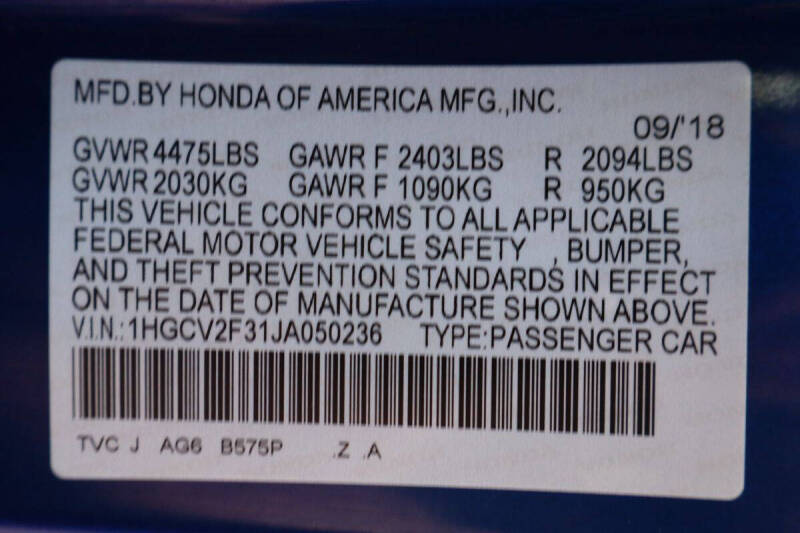 MFD.BY HONDA OF AMERICA MFG.,INC.
09/'18
GVWR 4475LBS GAWR F 2403LBS R 2094LBS
GVWR 2030KG GAWR F 1090KG R 950KG
THIS VEHICLE CONFORMS TO ALL APPLICABLE
FEDERAL MOTOR VEHICLE SAFETY , BUMPER,
AND THEFT PREVENTION STANDARDS IN EFFECT
ON THE DATE OF MANUFACTURE SHOWN ABOVE.
V.I.N.:1HGCV2F31JA050236 TYPE:PASSENGER CAR
TVC J AG6 B575P .Z .A